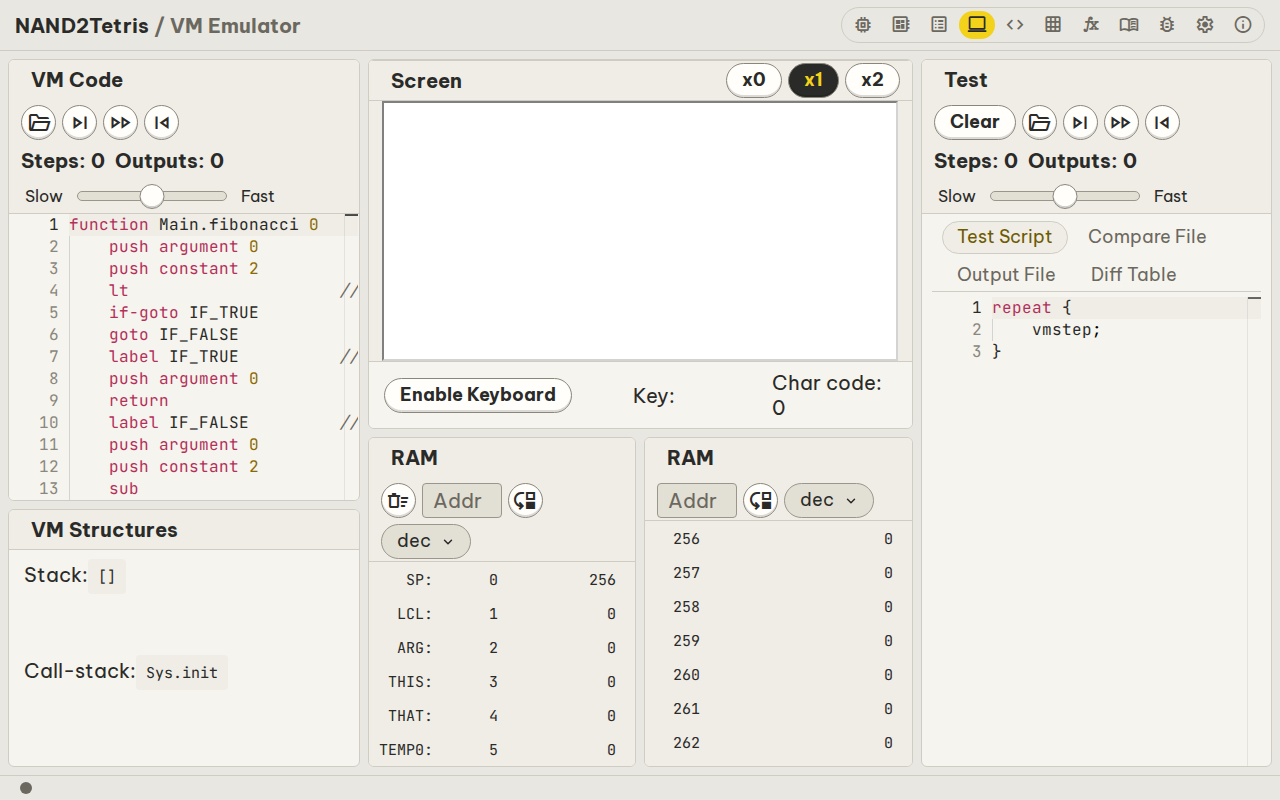 NAND2Tetris / VM Emulator
VM Code
Steps: 0 Outputs: 0
Slow Fast
1 function Main.fibonacci 0
2 push argument 0
3 push constant 2
4 lt //
5 if-goto IF_TRUE
6 goto IF_FALSE
7 label IF_TRUE //
8 push argument 0
9 return
10 label IF_FALSE //
11 push argument 0
12 push constant 2
13 sub
VM Structures
Stack: []
Call-stack: Sys.init
Screen x0 x1 x2
Enable Keyboard Key: Char code:
0
RAM
Addr
dec
SP: 0 256
LCL: 1 0
ARG: 2 0
THIS: 3 0
THAT: 4 0
TEMP0: 5 0
RAM
Addr dec
256 0
257 0
258 0
259 0
260 0
261 0
262 0
Test
Clear
Steps: 0 Outputs: 0
Slow Fast
Test Script Compare File
Output File Diff Table
1 repeat {
2 vmstep;
3 }